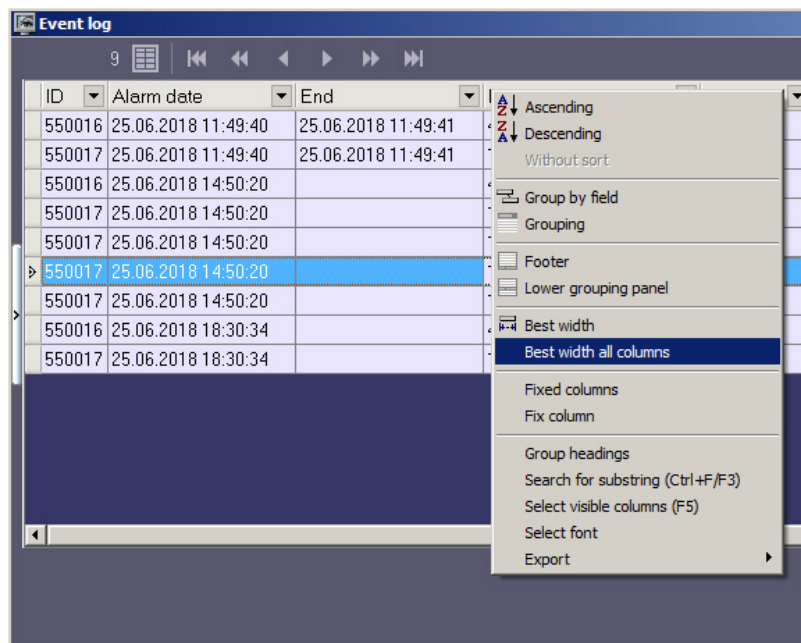 Event log
9
ID Alarm date End
550016 25.06.2018 11:49:40 25.06.2018 11:49:41
550017 25.06.2018 11:49:40 25.06.2018 11:49:41
550016 25.06.2018 14:50:20
550017 25.06.2018 14:50:20
550017 25.06.2018 14:50:20
550017 25.06.2018 14:50:20
550017 25.06.2018 14:50:20
550016 25.06.2018 18:30:34
550017 25.06.2018 18:30:34
Ascending
Descending
Without sort
Group by field
Grouping
Footer
Lower grouping panel
Best width
Best width all columns
Fixed columns
Fix column
Group headings
Search for substring (Ctrl+F/F3)
Select visible columns (F5)
Select font
Export